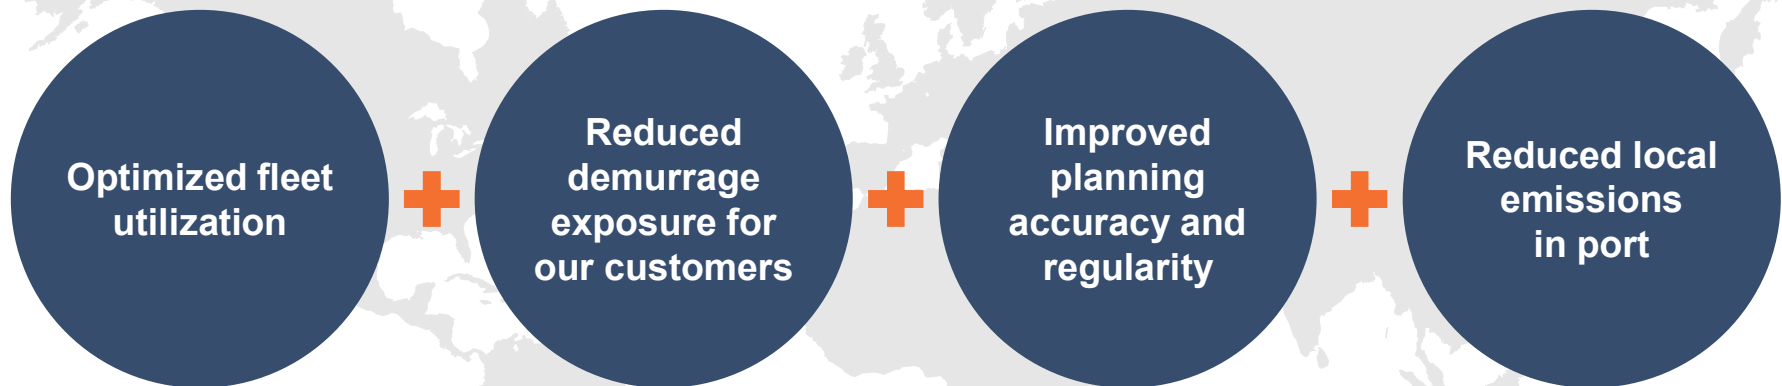 Optimized fleet
utilization
Reduced
demurrage
exposure for
our customers
Improved
planning
accuracy and
regularity
Reduced local
emissions
in port